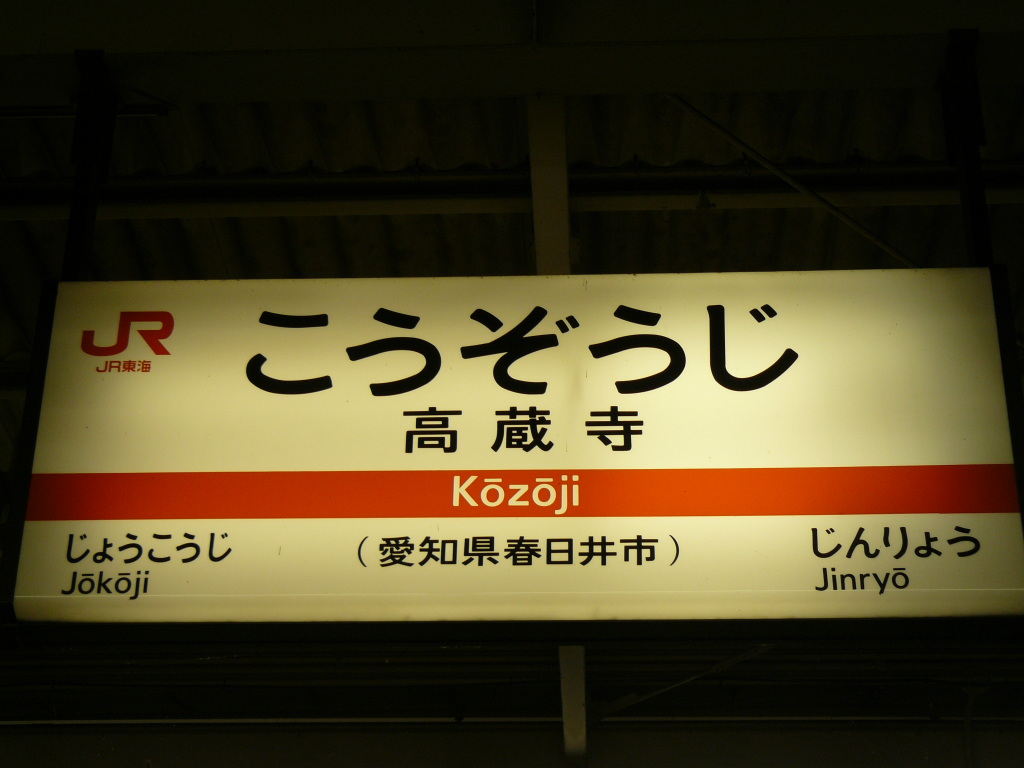 JR
JR東海
こうぞうじ
高蔵寺
Kōzōji
じょうこうじ
Jōkōji
（愛知県春日井市）
じんりょう
Jinryō